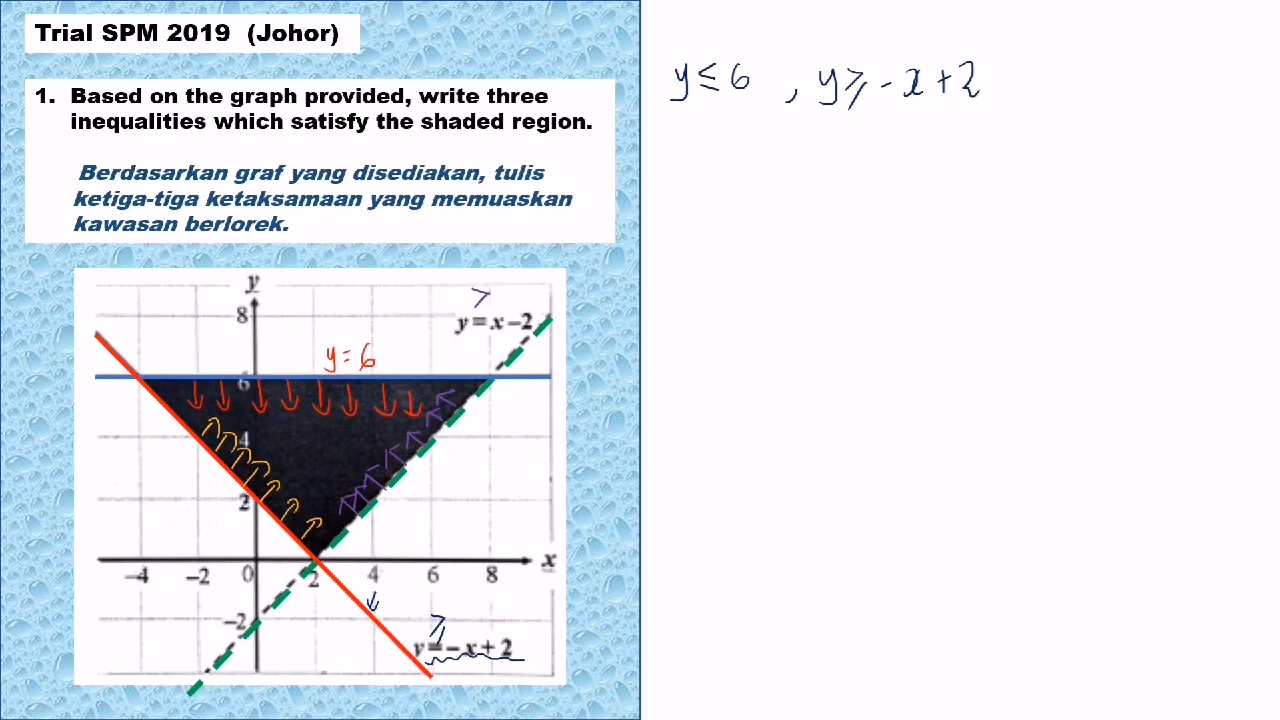 Trial SPM 2019 (Johor)
1. Based on the graph provided, write three
inequalities which satisfy the shaded region.
Berdasarkan graf yang disediakan, tulis
ketiga-tiga ketaksamaan yang memuaskan
kawasan berlorek.
y ≤ 6 , y ⩾ -x + 2
y
>
8
y = x – 2
y = 6
6
4
2
x
–4 –2 0 2 4 6 8
–2
⩾
y = – x + 2